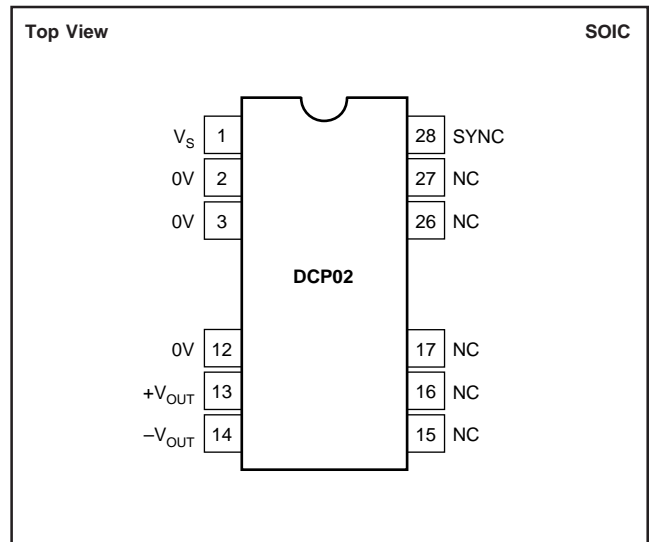 Top View SOIC
V_S 1 28 SYNC
0V 2 27 NC
0V 3 26 NC
DCP02
0V 12 17 NC
+V_OUT 13 16 NC
–V_OUT 14 15 NC